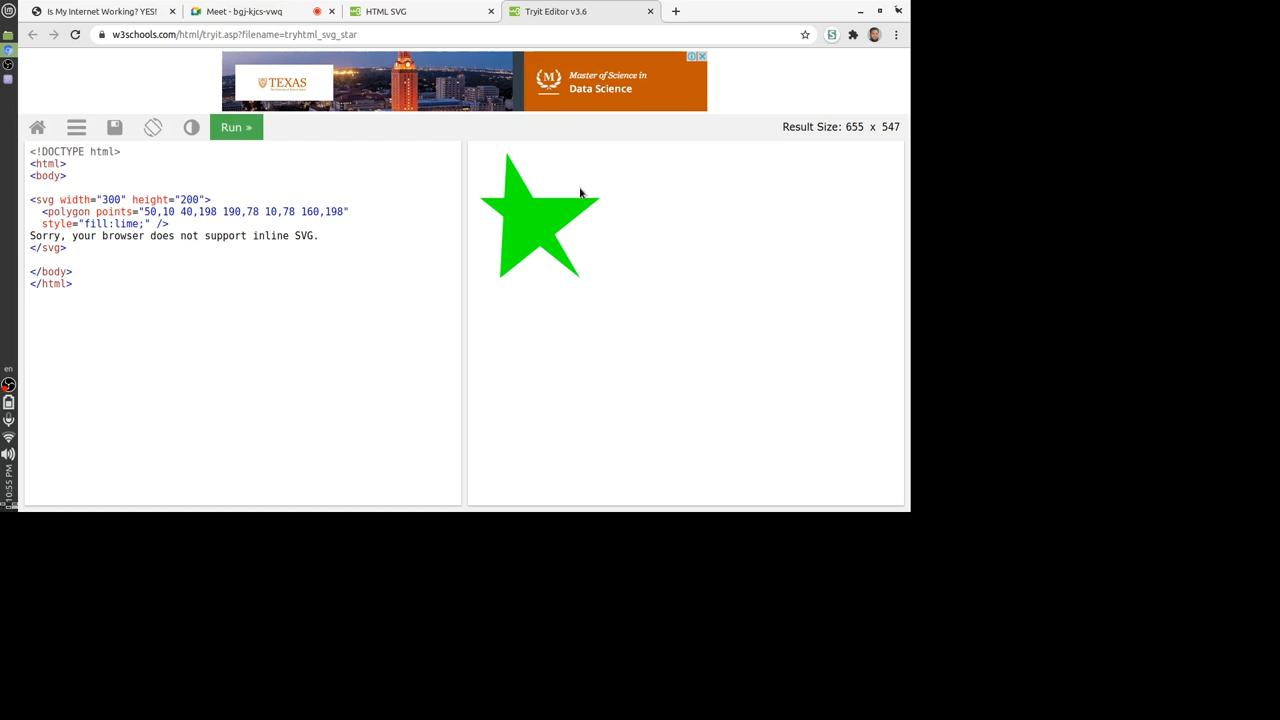 Is My Internet Working? YES!
Meet - bgj-kjcs-vwq
HTML SVG
Tryit Editor v3.6
w3schools.com/html/tryit.asp?filename=tryhtml_svg_star
TEXAS
Master of Science in
Data Science
Run »
Result Size: 655 x 547
<!DOCTYPE html>
<html>
<body>
<svg width="300" height="200">
<polygon points="50,10 40,198 190,78 10,78 160,198"
style="fill:lime;" />
Sorry, your browser does not support inline SVG.
</svg>
</body>
</html>
en
10:55 PM